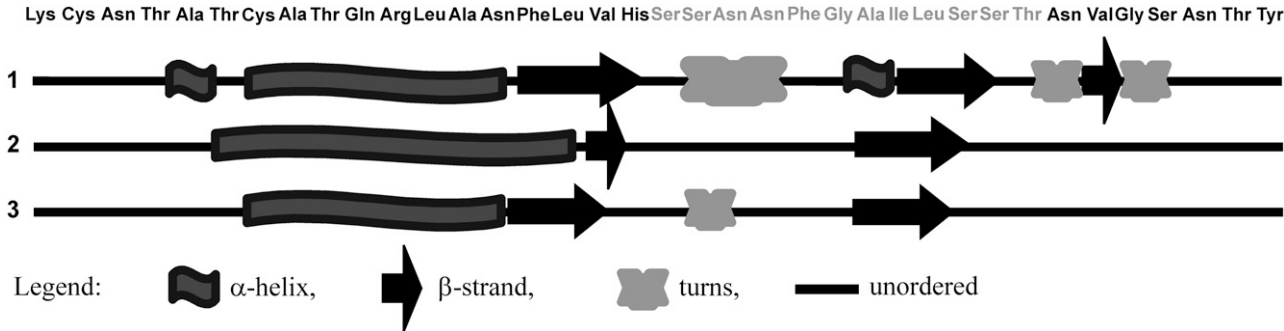 Lys Cys Asn Thr Ala Thr Cys Ala Thr Gln Arg Leu Ala Asn Phe Leu Val His Ser Ser Asn Asn Phe Gly Ala Ile Leu Ser Ser Thr Asn Val Gly Ser Asn Thr Tyr
1
2
3
Legend: α-helix, β-strand, turns, unordered